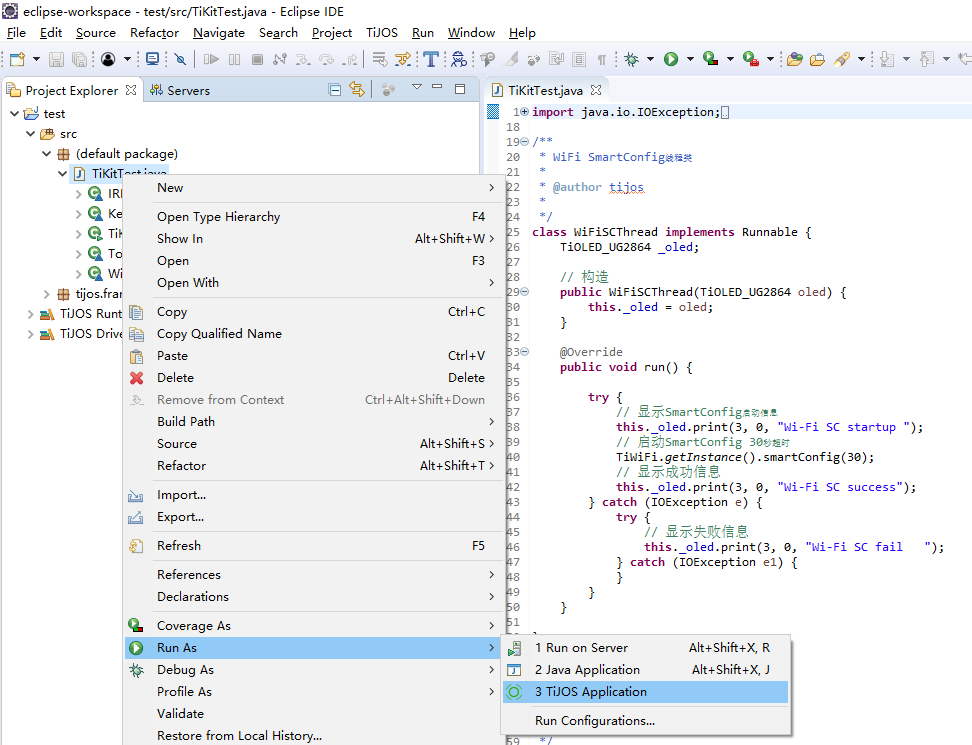 eclipse-workspace - test/src/TiKitTest.java - Eclipse IDE
File Edit Source Refactor Navigate Search Project TiJOS Run Window Help
Project Explorer Servers
test
src
(default package)
TiKitTest.java
IRI
Ke
TiK
To
Wi
tijos.fran
TiJOS Runt
TiJOS Drive
New
Open Type Hierarchy F4
Show In Alt+Shift+W
Open F3
Open With
Copy Ctrl+C
Copy Qualified Name
Paste Ctrl+V
Delete Delete
Remove from Context Ctrl+Alt+Shift+Down
Build Path
Source Alt+Shift+S
Refactor Alt+Shift+T
Import...
Export...
Refresh F5
References
Declarations
Coverage As
Run As
Debug As
Profile As
Validate
Restore from Local History...
1 Run on Server Alt+Shift+X, R
2 Java Application Alt+Shift+X, J
3 TiJOS Application
Run Configurations...
TiKitTest.java
1 import java.io.IOException;
18
19 /**
20 * WiFi SmartConfig线程类
21 *
22 * @author tijos
23 *
24 */
25 class WiFiSCThread implements Runnable {
26 TiOLED_UG2864 _oled;
27
28 // 构造
29 public WiFiSCThread(TiOLED_UG2864 oled) {
30 this._oled = oled;
31 }
32
33 @Override
34 public void run() {
35
36 try {
37 // 显示SmartConfig启动信息
38 this._oled.print(3, 0, "Wi-Fi SC startup ");
39 // 启动SmartConfig 30秒超时
40 TiWiFi.getInstance().smartConfig(30);
41 // 显示成功信息
42 this._oled.print(3, 0, "Wi-Fi SC success");
43 } catch (IOException e) {
44 try {
45 // 显示失败信息
46 this._oled.print(3, 0, "Wi-Fi SC fail   ");
47 } catch (IOException e1) {
48 }
49 }
50 }
51
59 */